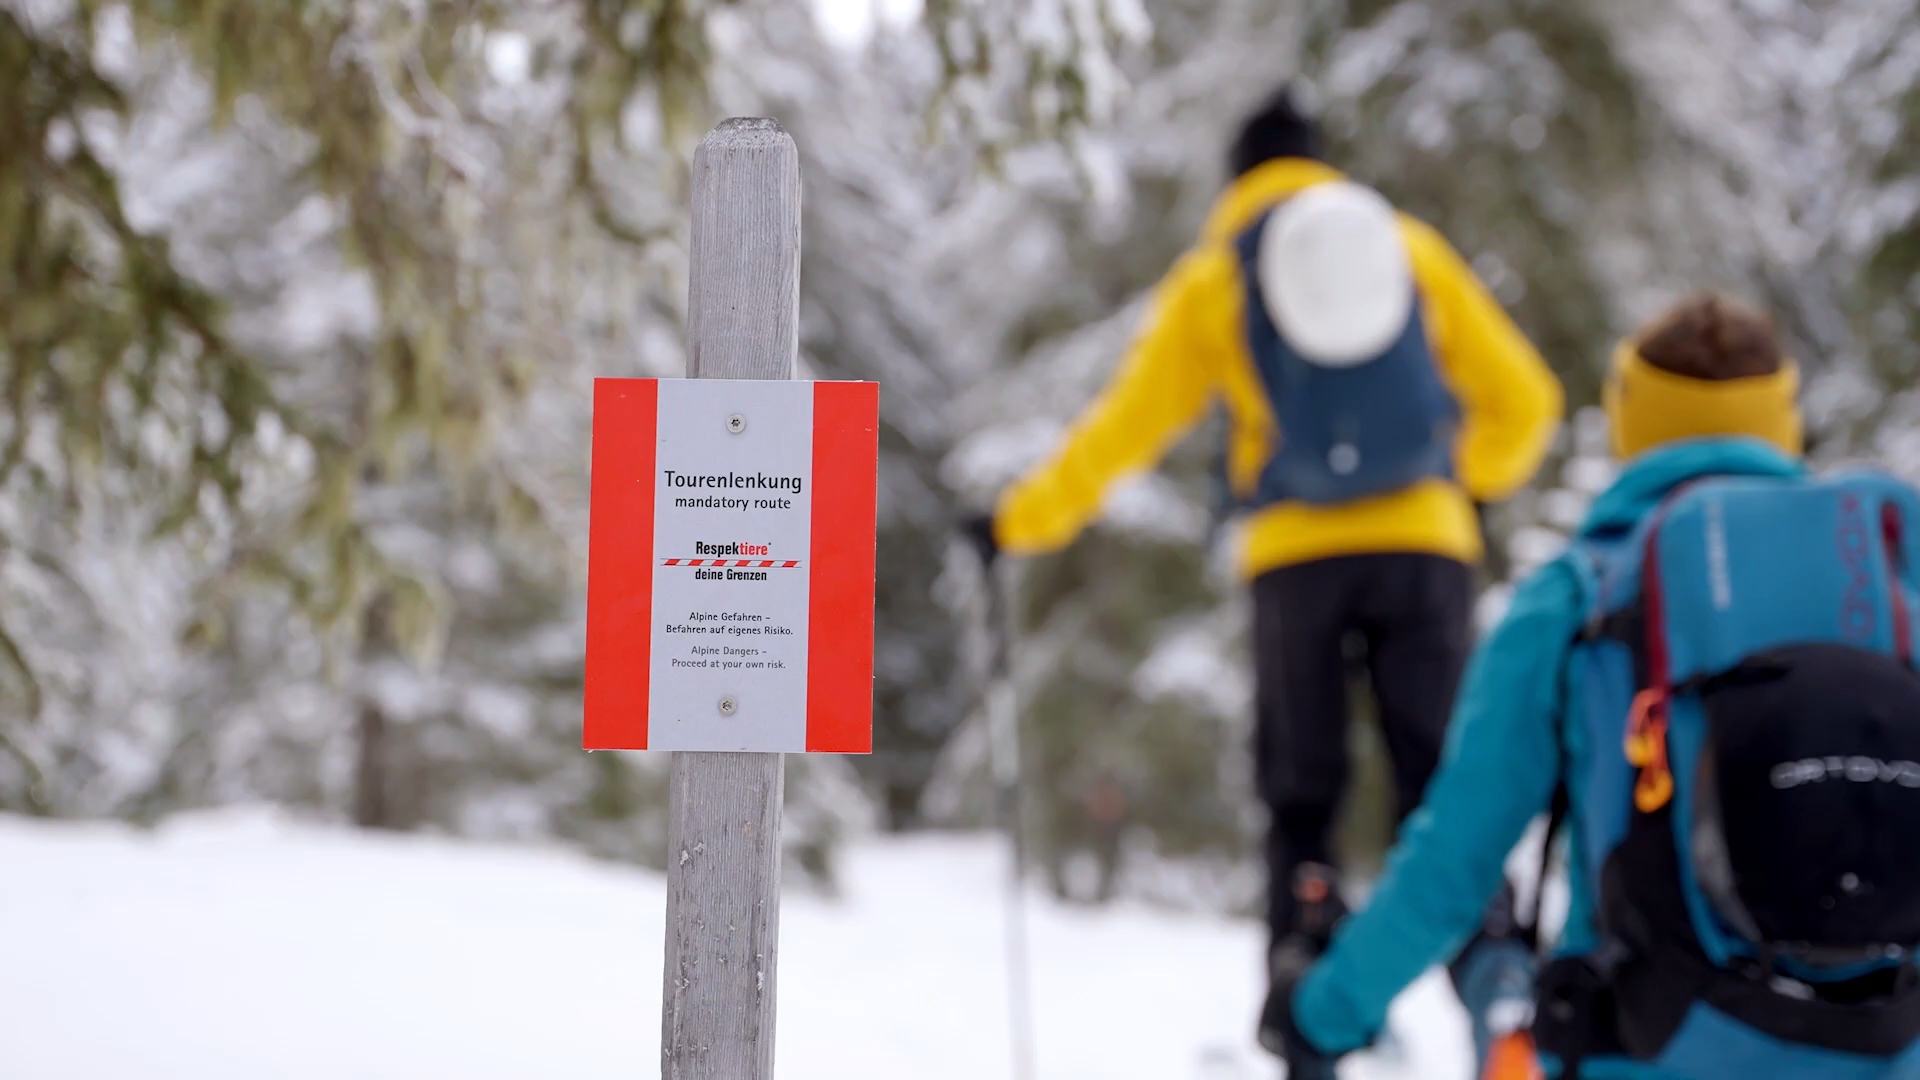 Tourenlenkung
mandatory route
Respektiere*
deine Grenzen
Alpine Gefahren –
Befahren auf eigenes Risiko.
Alpine Dangers –
Proceed at your own risk.